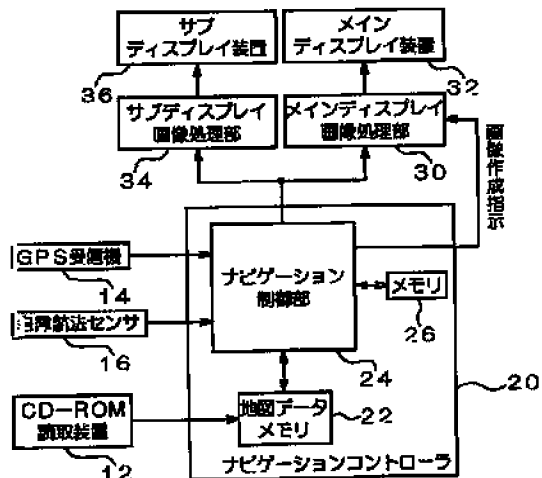 サブ
ディスプレイ装置
36
メイン
ディスプレイ装置
32
サブディスプレイ
画像処理部
34
メインディスプレイ
画像処理部
30
画像作成指示
GPS受信機
14
ナビゲーション
制御部
24
メモリ
26
自律航法センサ
16
20
CD-ROM
読取装置
12
地図データ
メモリ
22
ナビゲーションコントローラ